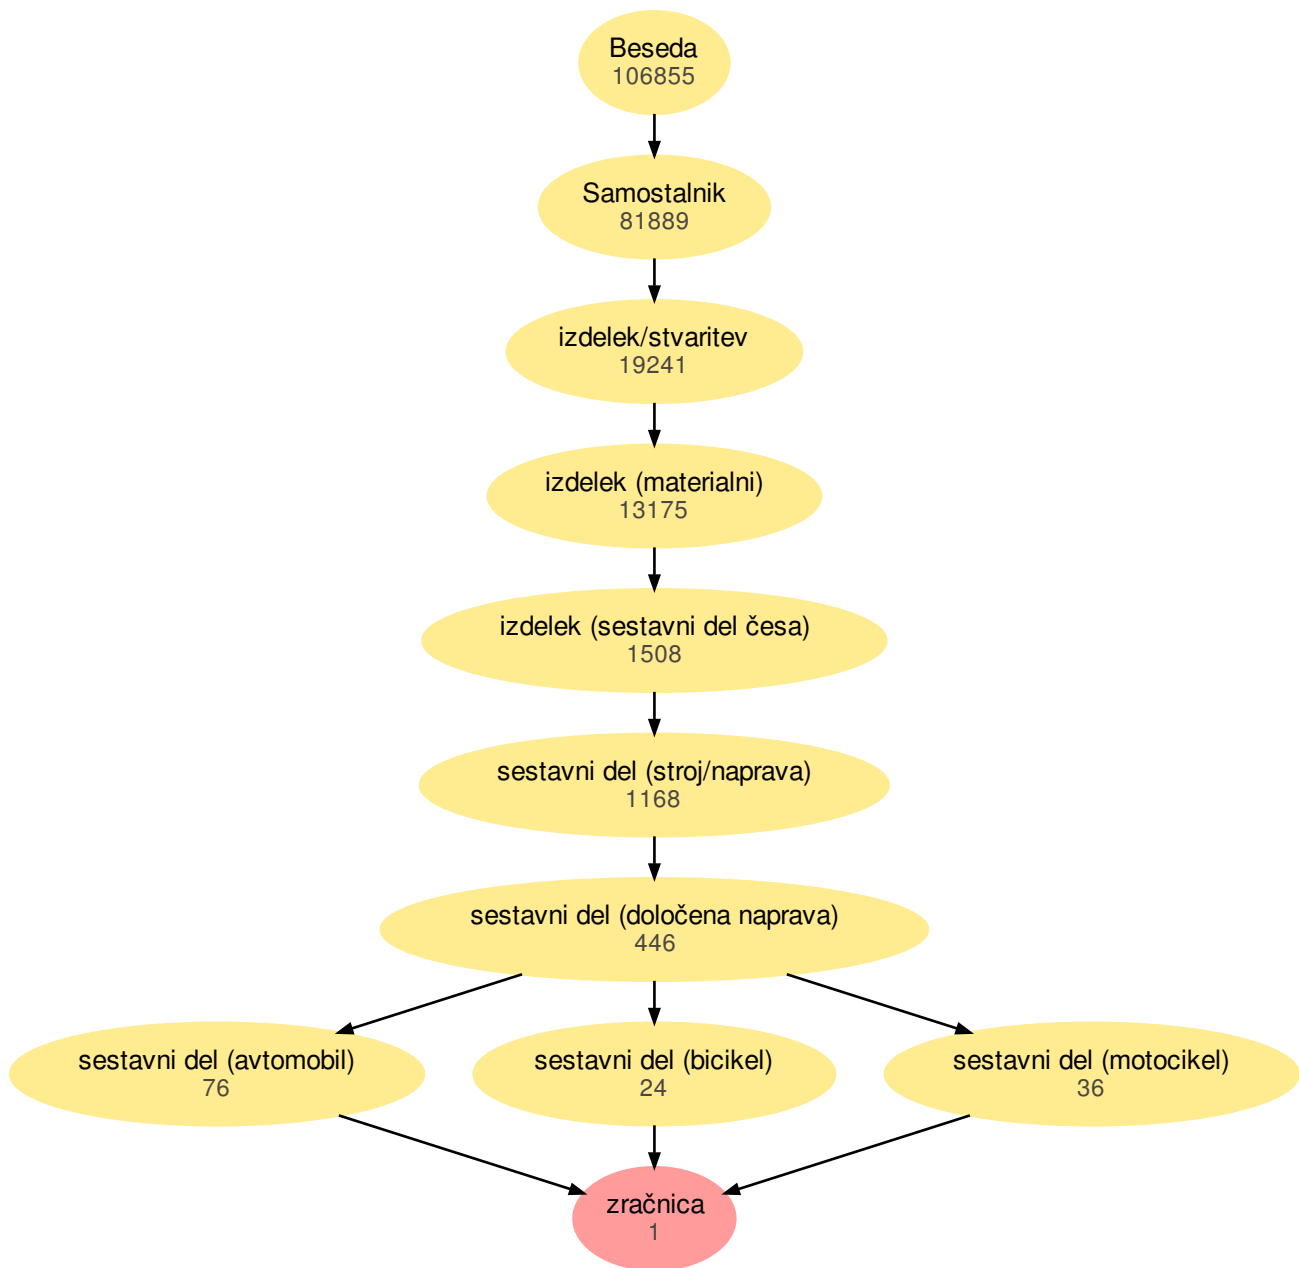 Beseda
106855
Samostalnik
81889
izdelek/stvaritev
19241
izdelek (materialni)
13175
izdelek (sestavni del česa)
1508
sestavni del (stroj/naprava)
1168
sestavni del (določena naprava)
446
sestavni del (avtomobil)
76
sestavni del (bicikel)
24
sestavni del (motocikel)
36
zračnica
1